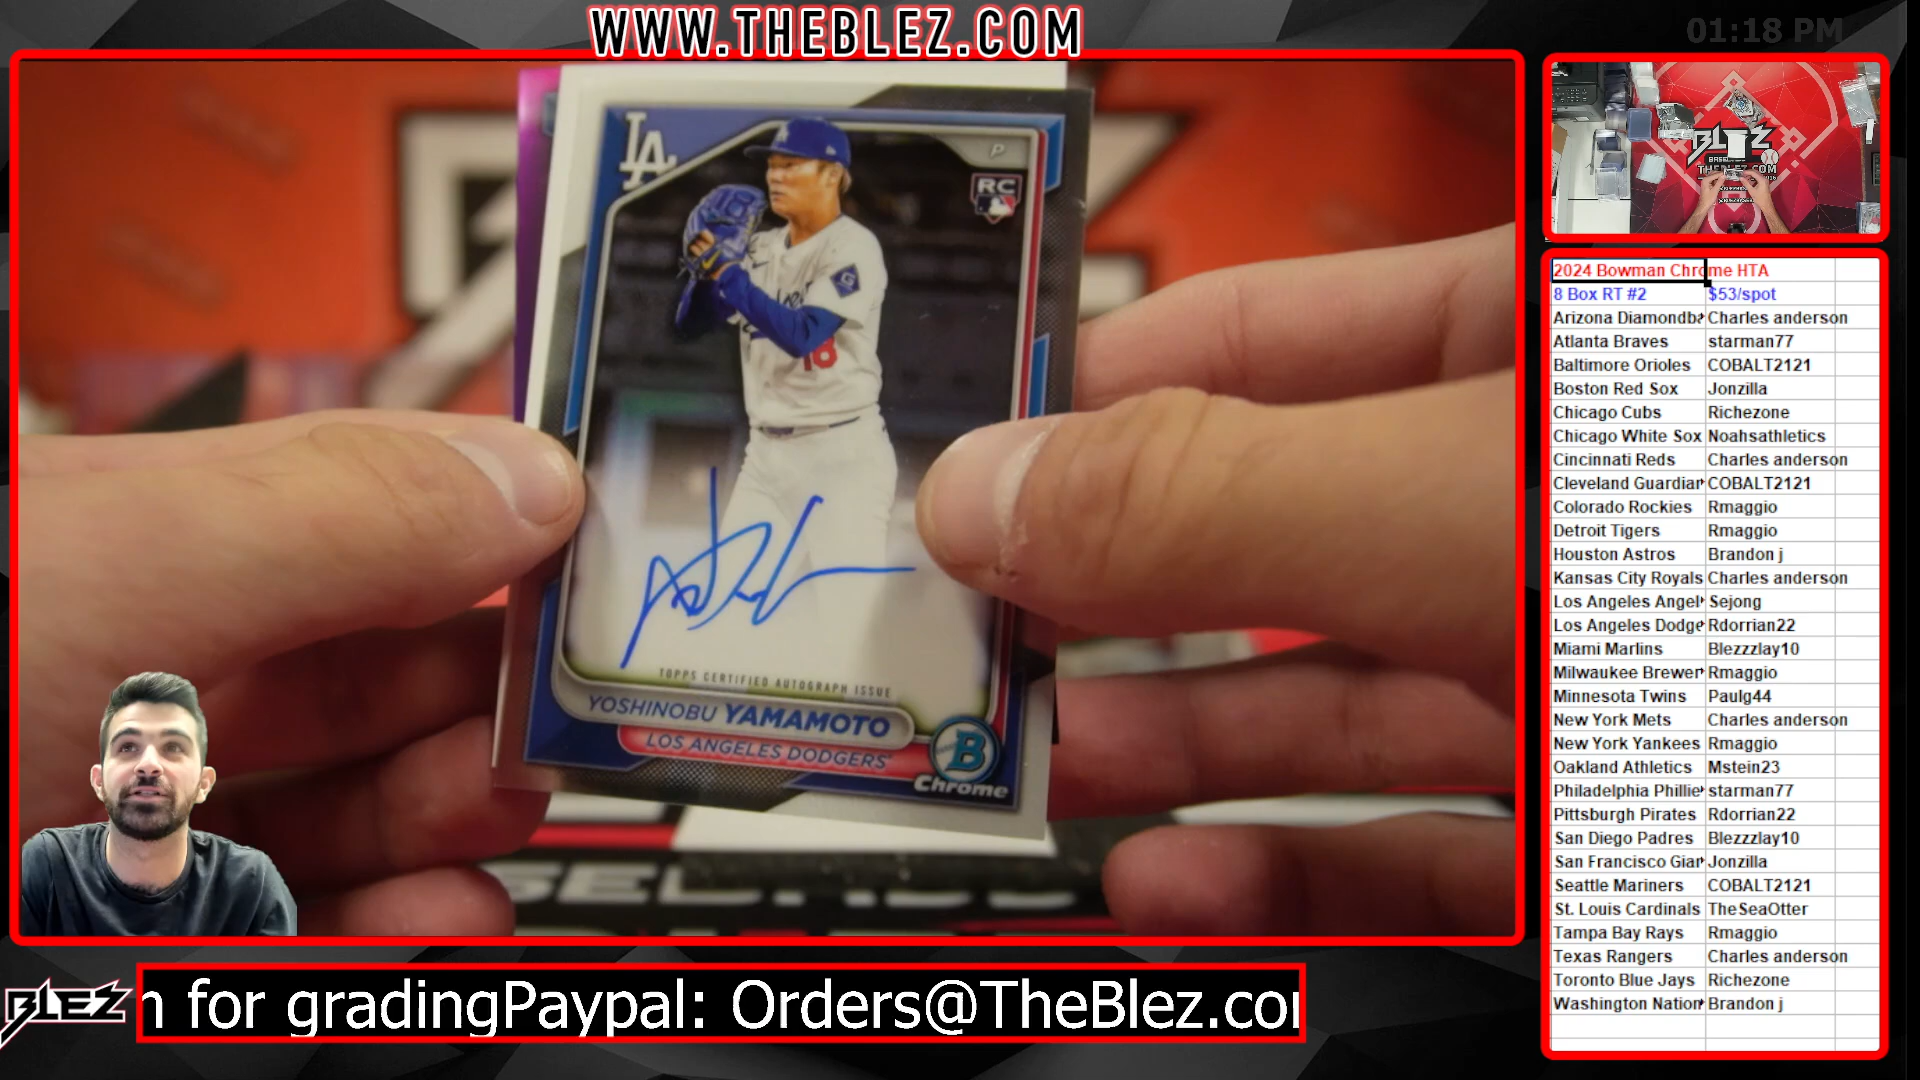 WWW.THEBLEZ.COM
01:18 PM
LA
P
RC
18
18
TOPPS CERTIFIED AUTOGRAPH ISSUE
YOSHINOBU YAMAMOTO
LOS ANGELES DODGERS
B
Chrome
BLEZ
THEBLEZ.COM
2024 Bowman Chrome HTA
8 Box RT #2 $53/spot
Arizona Diamondba Charles anderson
Atlanta Braves starman77
Baltimore Orioles COBALT2121
Boston Red Sox Jonzilla
Chicago Cubs Richezone
Chicago White Sox Noahsathletics
Cincinnati Reds Charles anderson
Cleveland Guardian COBALT2121
Colorado Rockies Rmaggio
Detroit Tigers Rmaggio
Houston Astros Brandon j
Kansas City Royals Charles anderson
Los Angeles Angel Sejong
Los Angeles Dodge Rdorrian22
Miami Marlins Blezzzlay10
Milwaukee Brewer Rmaggio
Minnesota Twins Paulg44
New York Mets Charles anderson
New York Yankees Rmaggio
Oakland Athletics Mstein23
Philadelphia Phillie starman77
Pittsburgh Pirates Rdorrian22
San Diego Padres Blezzzlay10
San Francisco Gian Jonzilla
Seattle Mariners COBALT2121
St. Louis Cardinals TheSeaOtter
Tampa Bay Rays Rmaggio
Texas Rangers Charles anderson
Toronto Blue Jays Richezone
Washington Nation Brandon j
BLEZ
n for gradingPaypal: Orders@TheBlez.com